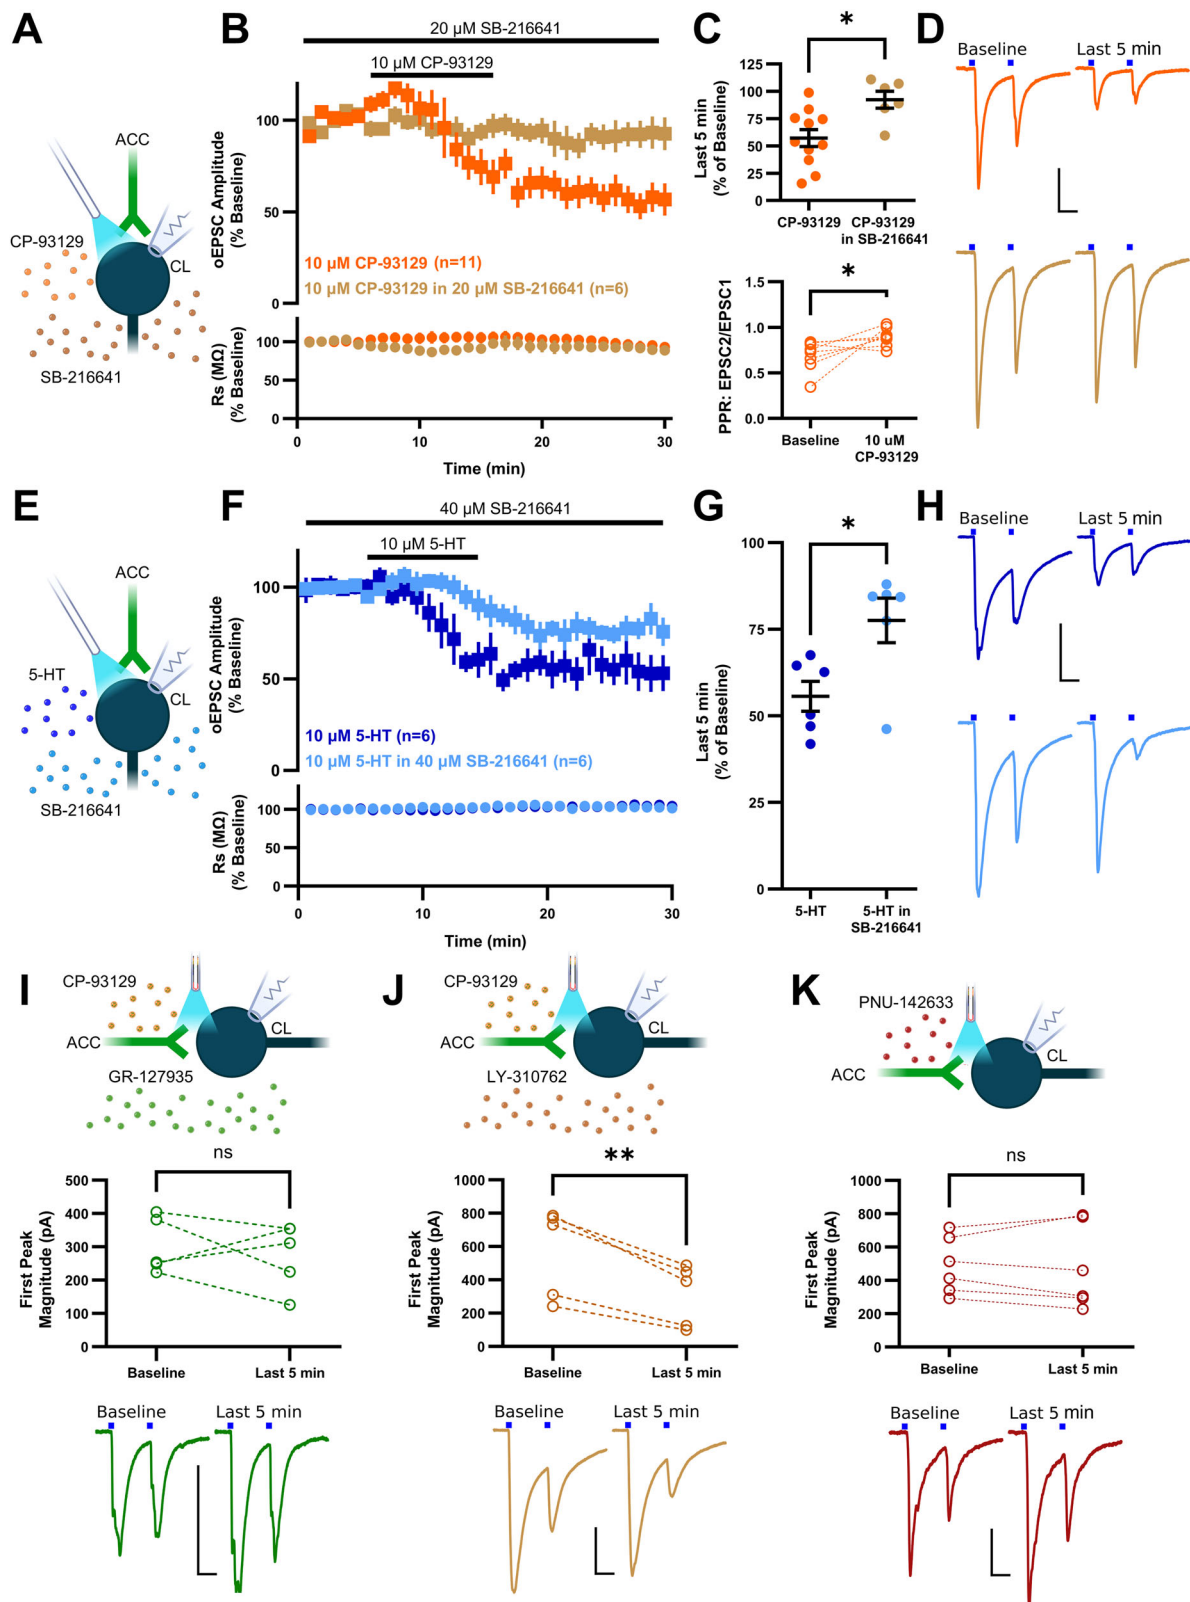 A
ACC
CP-93129
CL
SB-216641
B
20 µM SB-216641
10 µM CP-93129
oEPSC Amplitude
(% Baseline)
100
50
0
10 µM CP-93129 (n=11)
10 µM CP-93129 in 20 µM SB-216641 (n=6)
Rs (MΩ)
(% Baseline)
100
50
0
0
10
20
30
Time (min)
C
*
Last 5 min
(% of Baseline)
125
100
75
50
25
0
CP-93129
CP-93129
in SB-216641
*
PPR: EPSC2/EPSC1
1.5
1.0
0.5
0.0
Baseline
10 uM
CP-93129
D
Baseline
Last 5 min
E
ACC
5-HT
CL
SB-216641
F
40 µM SB-216641
10 µM 5-HT
oEPSC Amplitude
(% Baseline)
100
50
0
10 µM 5-HT (n=6)
10 µM 5-HT in 40 µM SB-216641 (n=6)
Rs (MΩ)
(% Baseline)
100
50
0
0
10
20
30
Time (min)
G
*
Last 5 min
(% of Baseline)
100
75
50
25
0
5-HT
5-HT in
SB-216641
H
Baseline
Last 5 min
I
CP-93129
CL
ACC
GR-127935
ns
First Peak
Magnitude (pA)
500
400
300
200
100
0
Baseline
Last 5 min
Baseline
Last 5 min
J
CP-93129
CL
ACC
LY-310762
**
First Peak
Magnitude (pA)
1000
800
600
400
200
0
Baseline
Last 5 min
Baseline
Last 5 min
K
PNU-142633
CL
ACC
ns
First Peak
Magnitude (pA)
1000
800
600
400
200
0
Baseline
Last 5 min
Baseline
Last 5 min